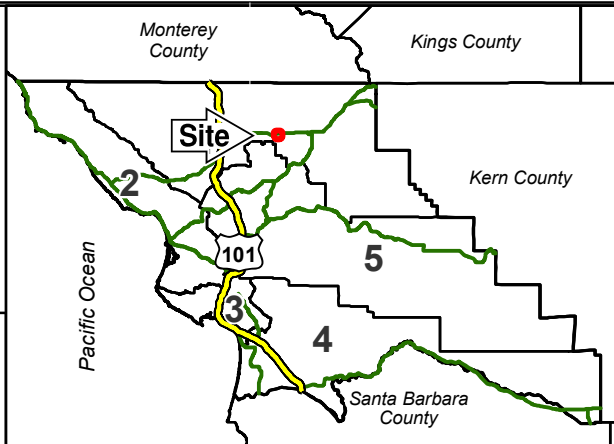 Monterey
County
Kings County
Site
Kern County
2
Pacific Ocean
101
5
3
4
Santa Barbara
County